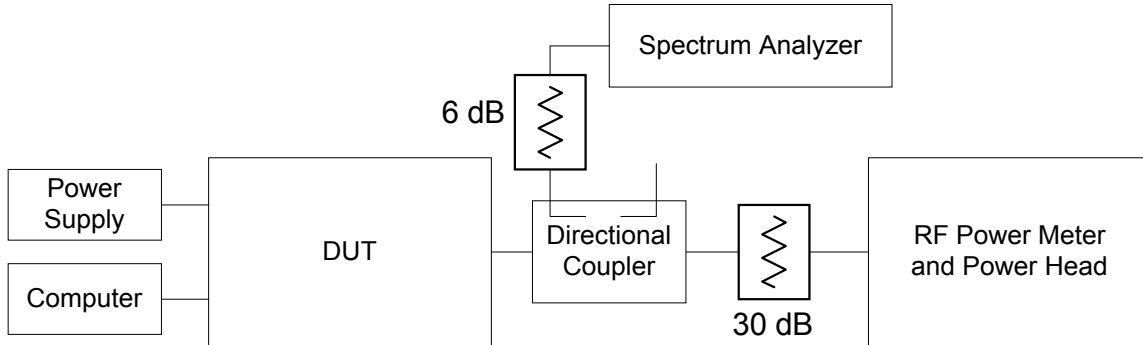 Spectrum Analyzer
6 dB
Power
Supply
Computer
DUT
Directional
Coupler
30 dB
RF Power Meter
and Power Head